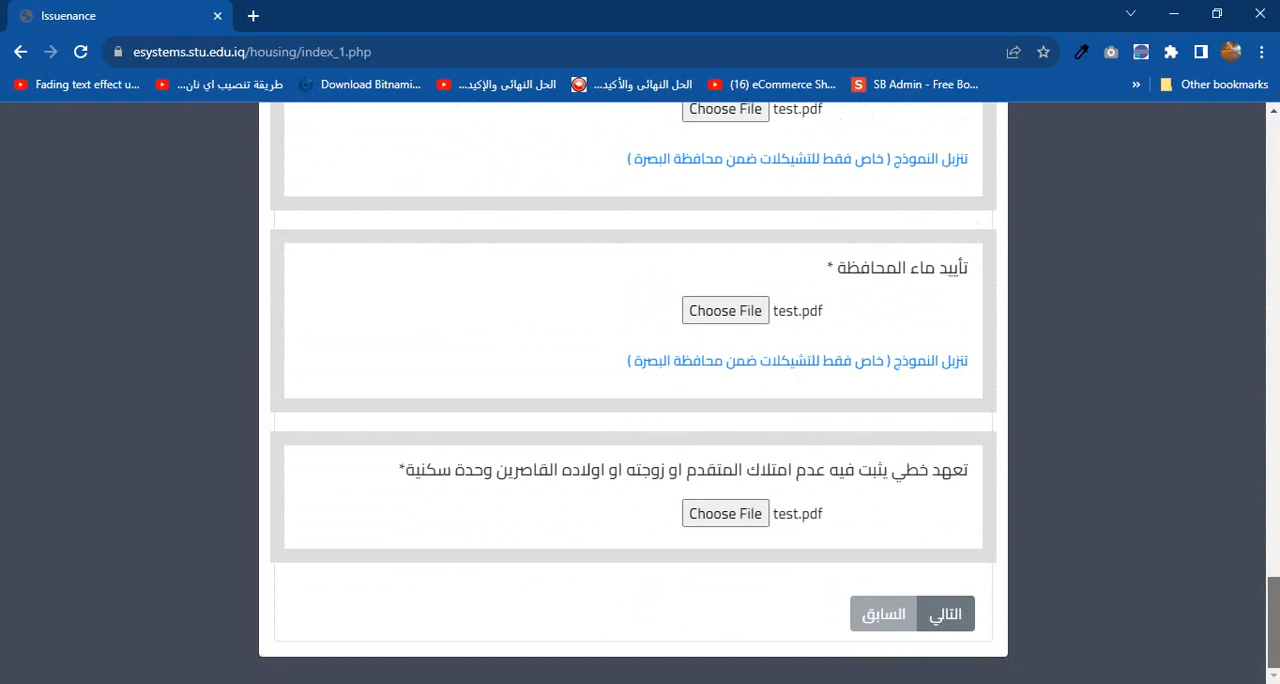 Issuenance
esystems.stu.edu.iq/housing/index_1.php
Fading text effect u...
طريقة تنصيب اي نان...
Download Bitnami...
الحل النهائى والإكيد...
الحل النهائى والأكيد...
(16) eCommerce Sh...
SB Admin - Free Bo...
»
Other bookmarks
Choose File test.pdf
تنزيل النموذج ( خاص فقط للتشيكلات ضمن محافظة البصرة )
تأييد ماء المحافظة *
Choose File test.pdf
تنزيل النموذج ( خاص فقط للتشيكلات ضمن محافظة البصرة )
تعهد خطي يثبت فيه عدم امتلاك المتقدم او زوجته او اولاده القاصرين وحدة سكنية*
Choose File test.pdf
التالي
السابق